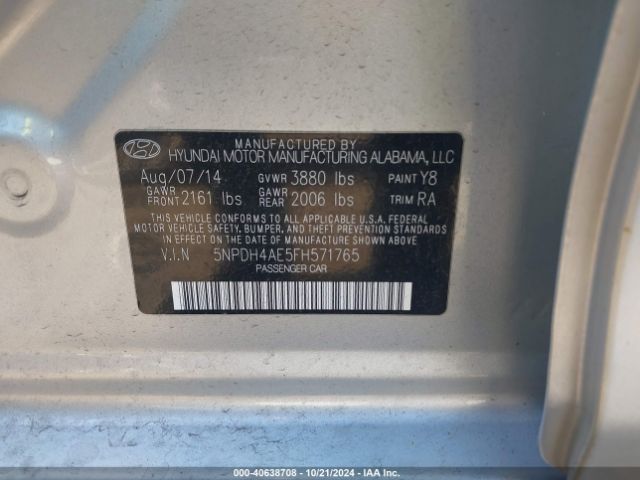 MANUFACTURED BY
HYUNDAI MOTOR MANUFACTURING ALABAMA, LLC
Aug/07/14 GVWR 3880 lbs PAINT Y8
GAWR FRONT 2161 lbs GAWR REAR 2006 lbs TRIM RA
THIS VEHICLE CONFORMS TO ALL APPLICABLE U.S.A. FEDERAL
MOTOR VEHICLE SAFETY, BUMPER, AND THEFT PREVENTION
STANDARDS IN EFFECT ON THE DATE OF MANUFACTURE SHOWN ABOVE.
V.I.N 5NPDH4AE5FH571765
PASSENGER CAR
000-40638708 - 10/21/2024 - IAA Inc.